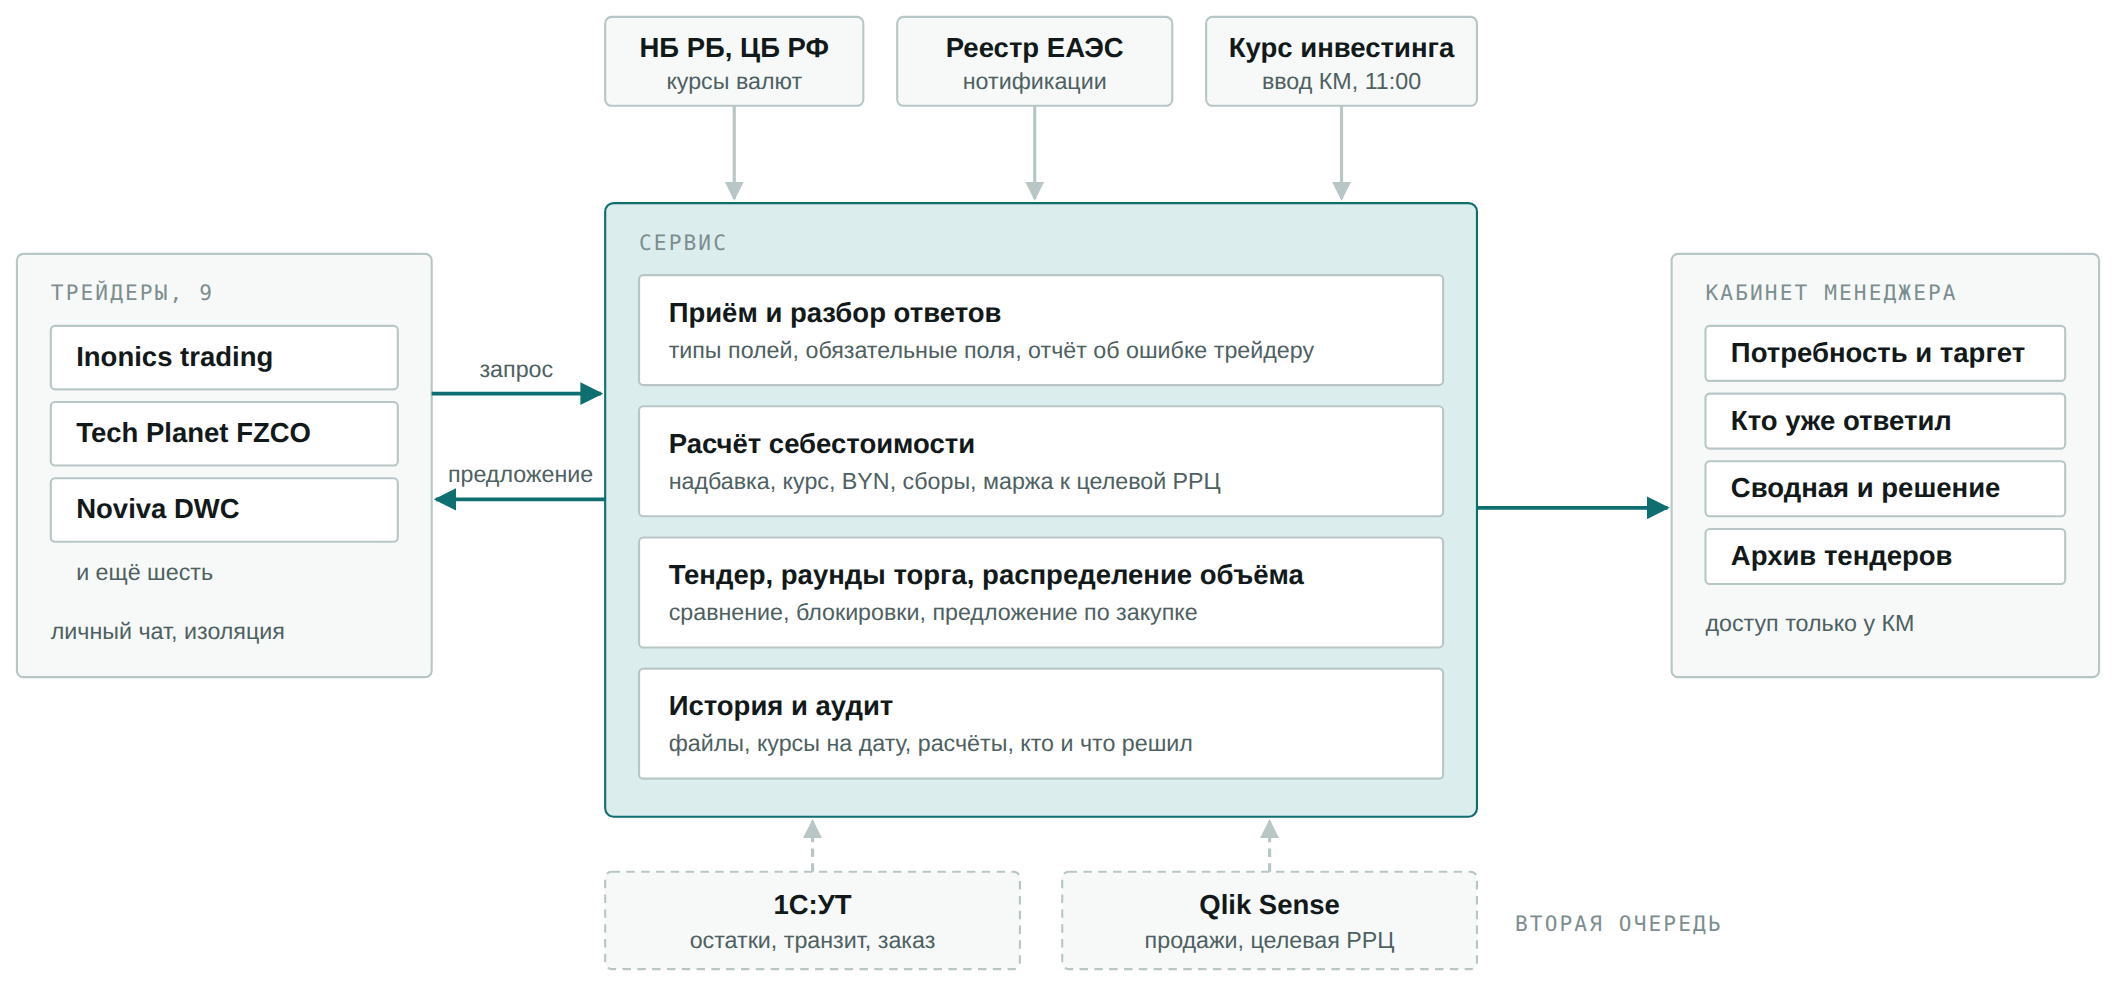 НБ РБ, ЦБ РФ
курсы валют
Реестр ЕАЭС
нотификации
Курс инвестинга
ввод КМ, 11:00
ТРЕЙДЕРЫ, 9
Inonics trading
Tech Planet FZCO
Noviva DWC
и ещё шесть
личный чат, изоляция
запрос
предложение
СЕРВИС
Приём и разбор ответов
типы полей, обязательные поля, отчёт об ошибке трейдеру
Расчёт себестоимости
надбавка, курс, BYN, сборы, маржа к целевой РРЦ
Тендер, раунды торга, распределение объёма
сравнение, блокировки, предложение по закупке
История и аудит
файлы, курсы на дату, расчёты, кто и что решил
КАБИНЕТ МЕНЕДЖЕРА
Потребность и таргет
Кто уже ответил
Сводная и решение
Архив тендеров
доступ только у КМ
1С:УТ
остатки, транзит, заказ
Qlik Sense
продажи, целевая РРЦ
ВТОРАЯ ОЧЕРЕДЬ